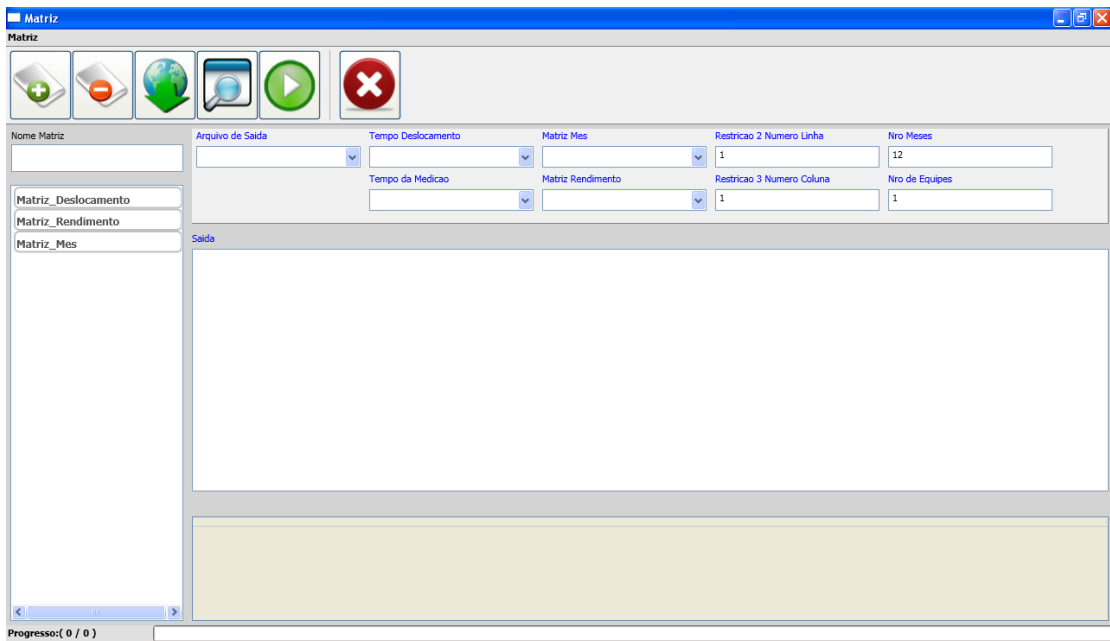 Matriz
Matriz
Nome Matriz
Arquivo de Saida
Tempo Deslocamento
Matriz Mes
Restricao 2 Numero Linha
1
Nro Meses
12
Tempo da Medicao
Matriz Rendimento
Restricao 3 Numero Coluna
1
Nro de Equipes
1
Matriz_Deslocamento
Matriz_Rendimento
Matriz_Mes
Saida
Progresso:( 0 / 0 )